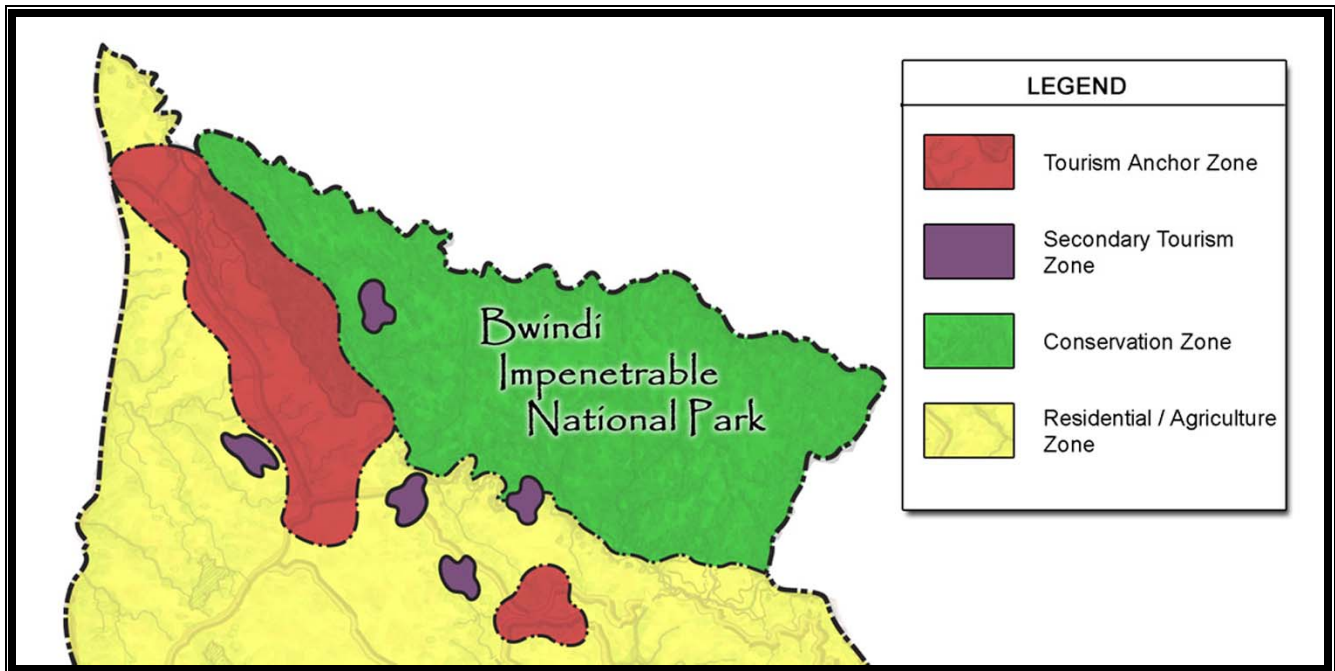 LEGEND
Tourism Anchor Zone
Secondary Tourism
Zone
Conservation Zone
Residential / Agriculture
Zone
Bwindi
Impenetrable
National Park